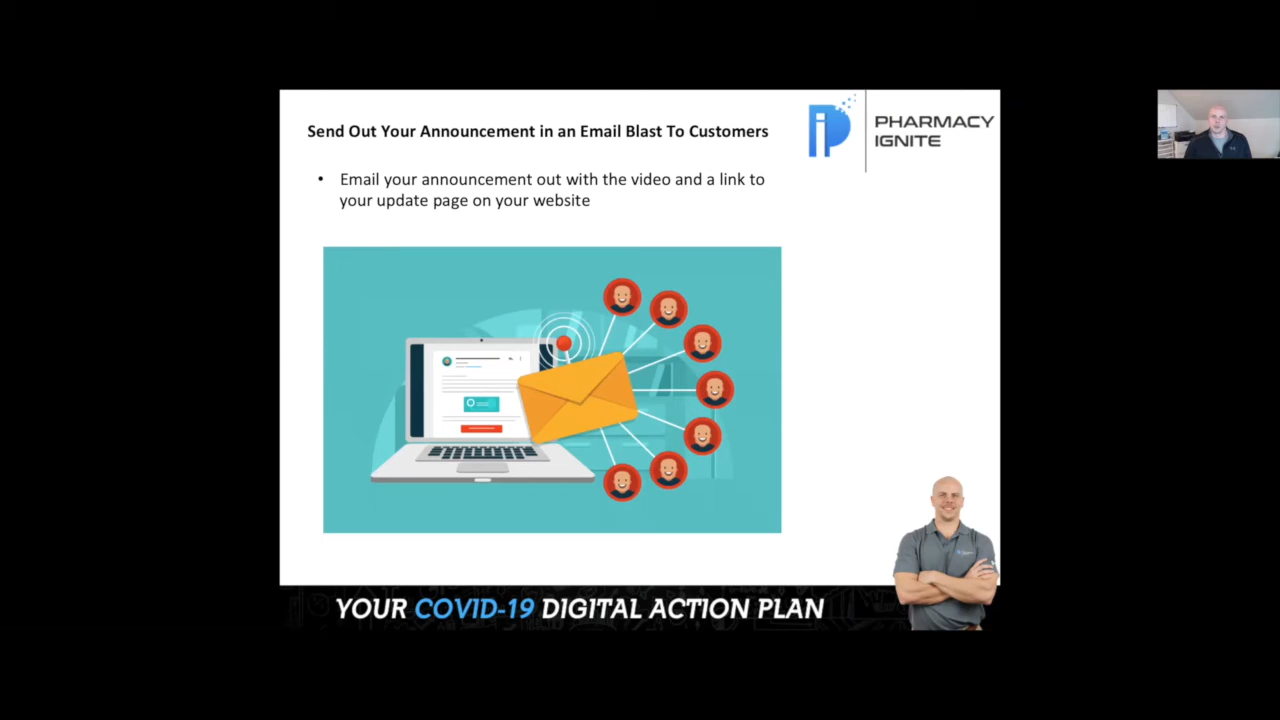 Send Out Your Announcement in an Email Blast To Customers
PHARMACY
IGNITE
• Email your announcement out with the video and a link to
your update page on your website
YOUR COVID-19 DIGITAL ACTION PLAN